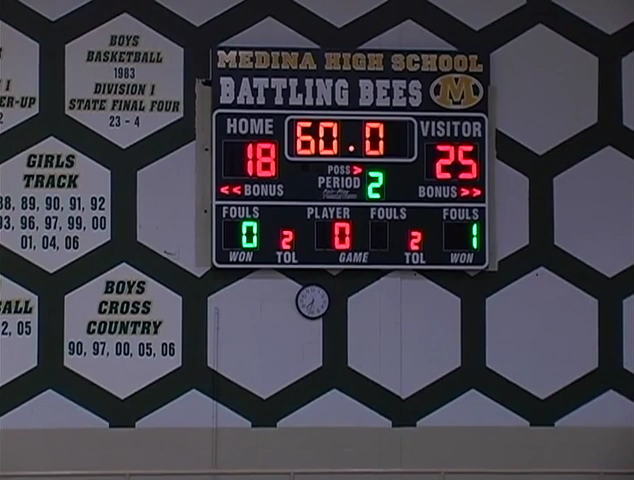 BOYS
BASKETBALL
1983
DIVISION I
STATE FINAL FOUR
23 - 4
ER-UP
GIRLS
TRACK
88, 89, 90, 91, 92
93, 96, 97, 99, 00
01, 04, 06
BOYS
CROSS
COUNTRY
90, 97, 00, 05, 06
ALL
2, 05
MEDINA HIGH SCHOOL
BATTLING BEES M
HOME 60.0 VISITOR
18 POSS > 25
<< BONUS PERIOD 2 BONUS >>
FOULS PLAYER FOULS FOULS
0 2 0 2 1
WON TOL GAME TOL WON